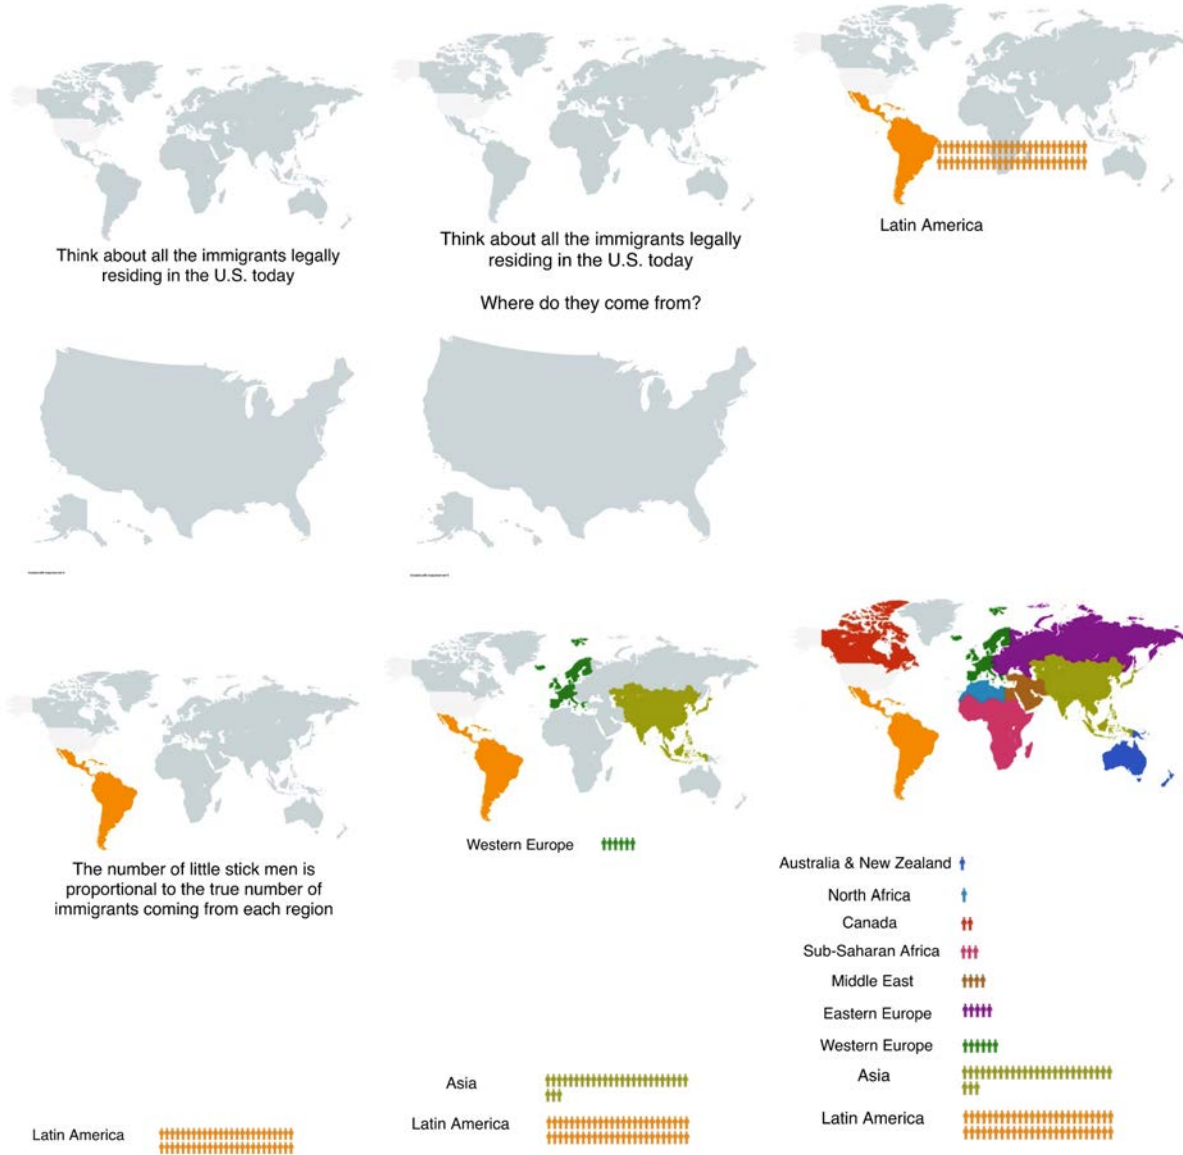 Think about all the immigrants legally
residing in the U.S. today
Think about all the immigrants legally
residing in the U.S. today
Where do they come from?
Latin America
The number of little stick men is
proportional to the true number of
immigrants coming from each region
Latin America
Western Europe
Asia
Latin America
Australia & New Zealand
North Africa
Canada
Sub-Saharan Africa
Middle East
Eastern Europe
Western Europe
Asia
Latin America